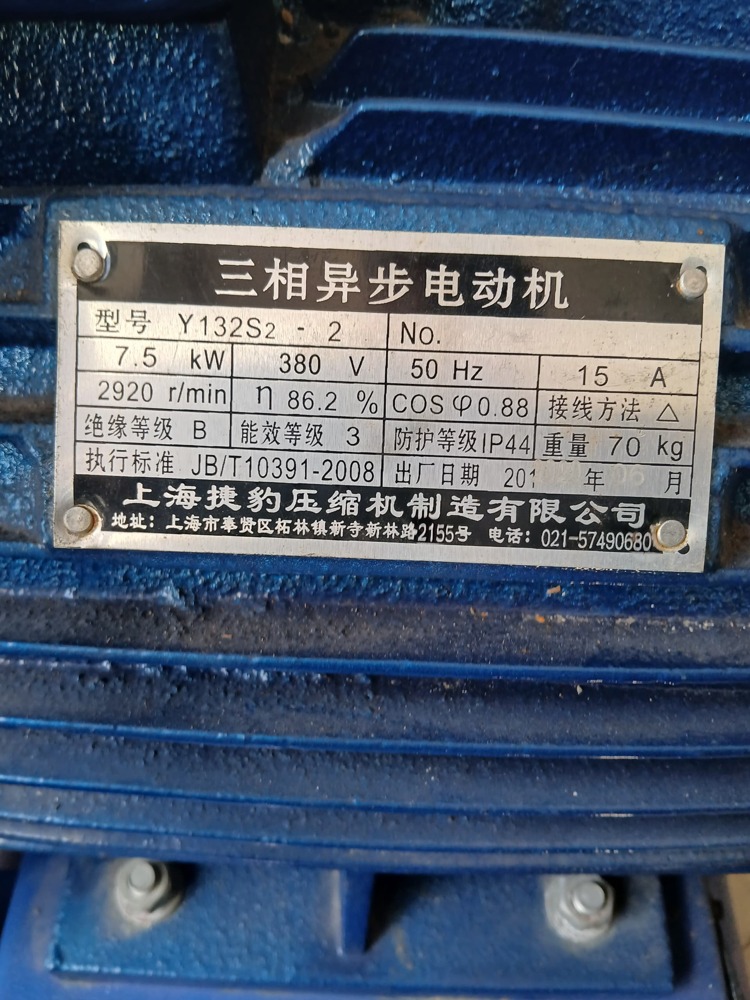 三相异步电动机
型号 Y132S2 - 2 No.
7.5 kW 380 V 50 Hz 15 A
2920 r/min η 86.2 % COS φ 0.88 接线方法 △
绝缘等级 B 能效等级 3 防护等级 IP44 重量 70 kg
执行标准 JB/T10391-2008 出厂日期 201 年 月
上海捷豹压缩机制造有限公司
地址：上海市奉贤区柘林镇新寺新林路2155号 电话：021-57490680